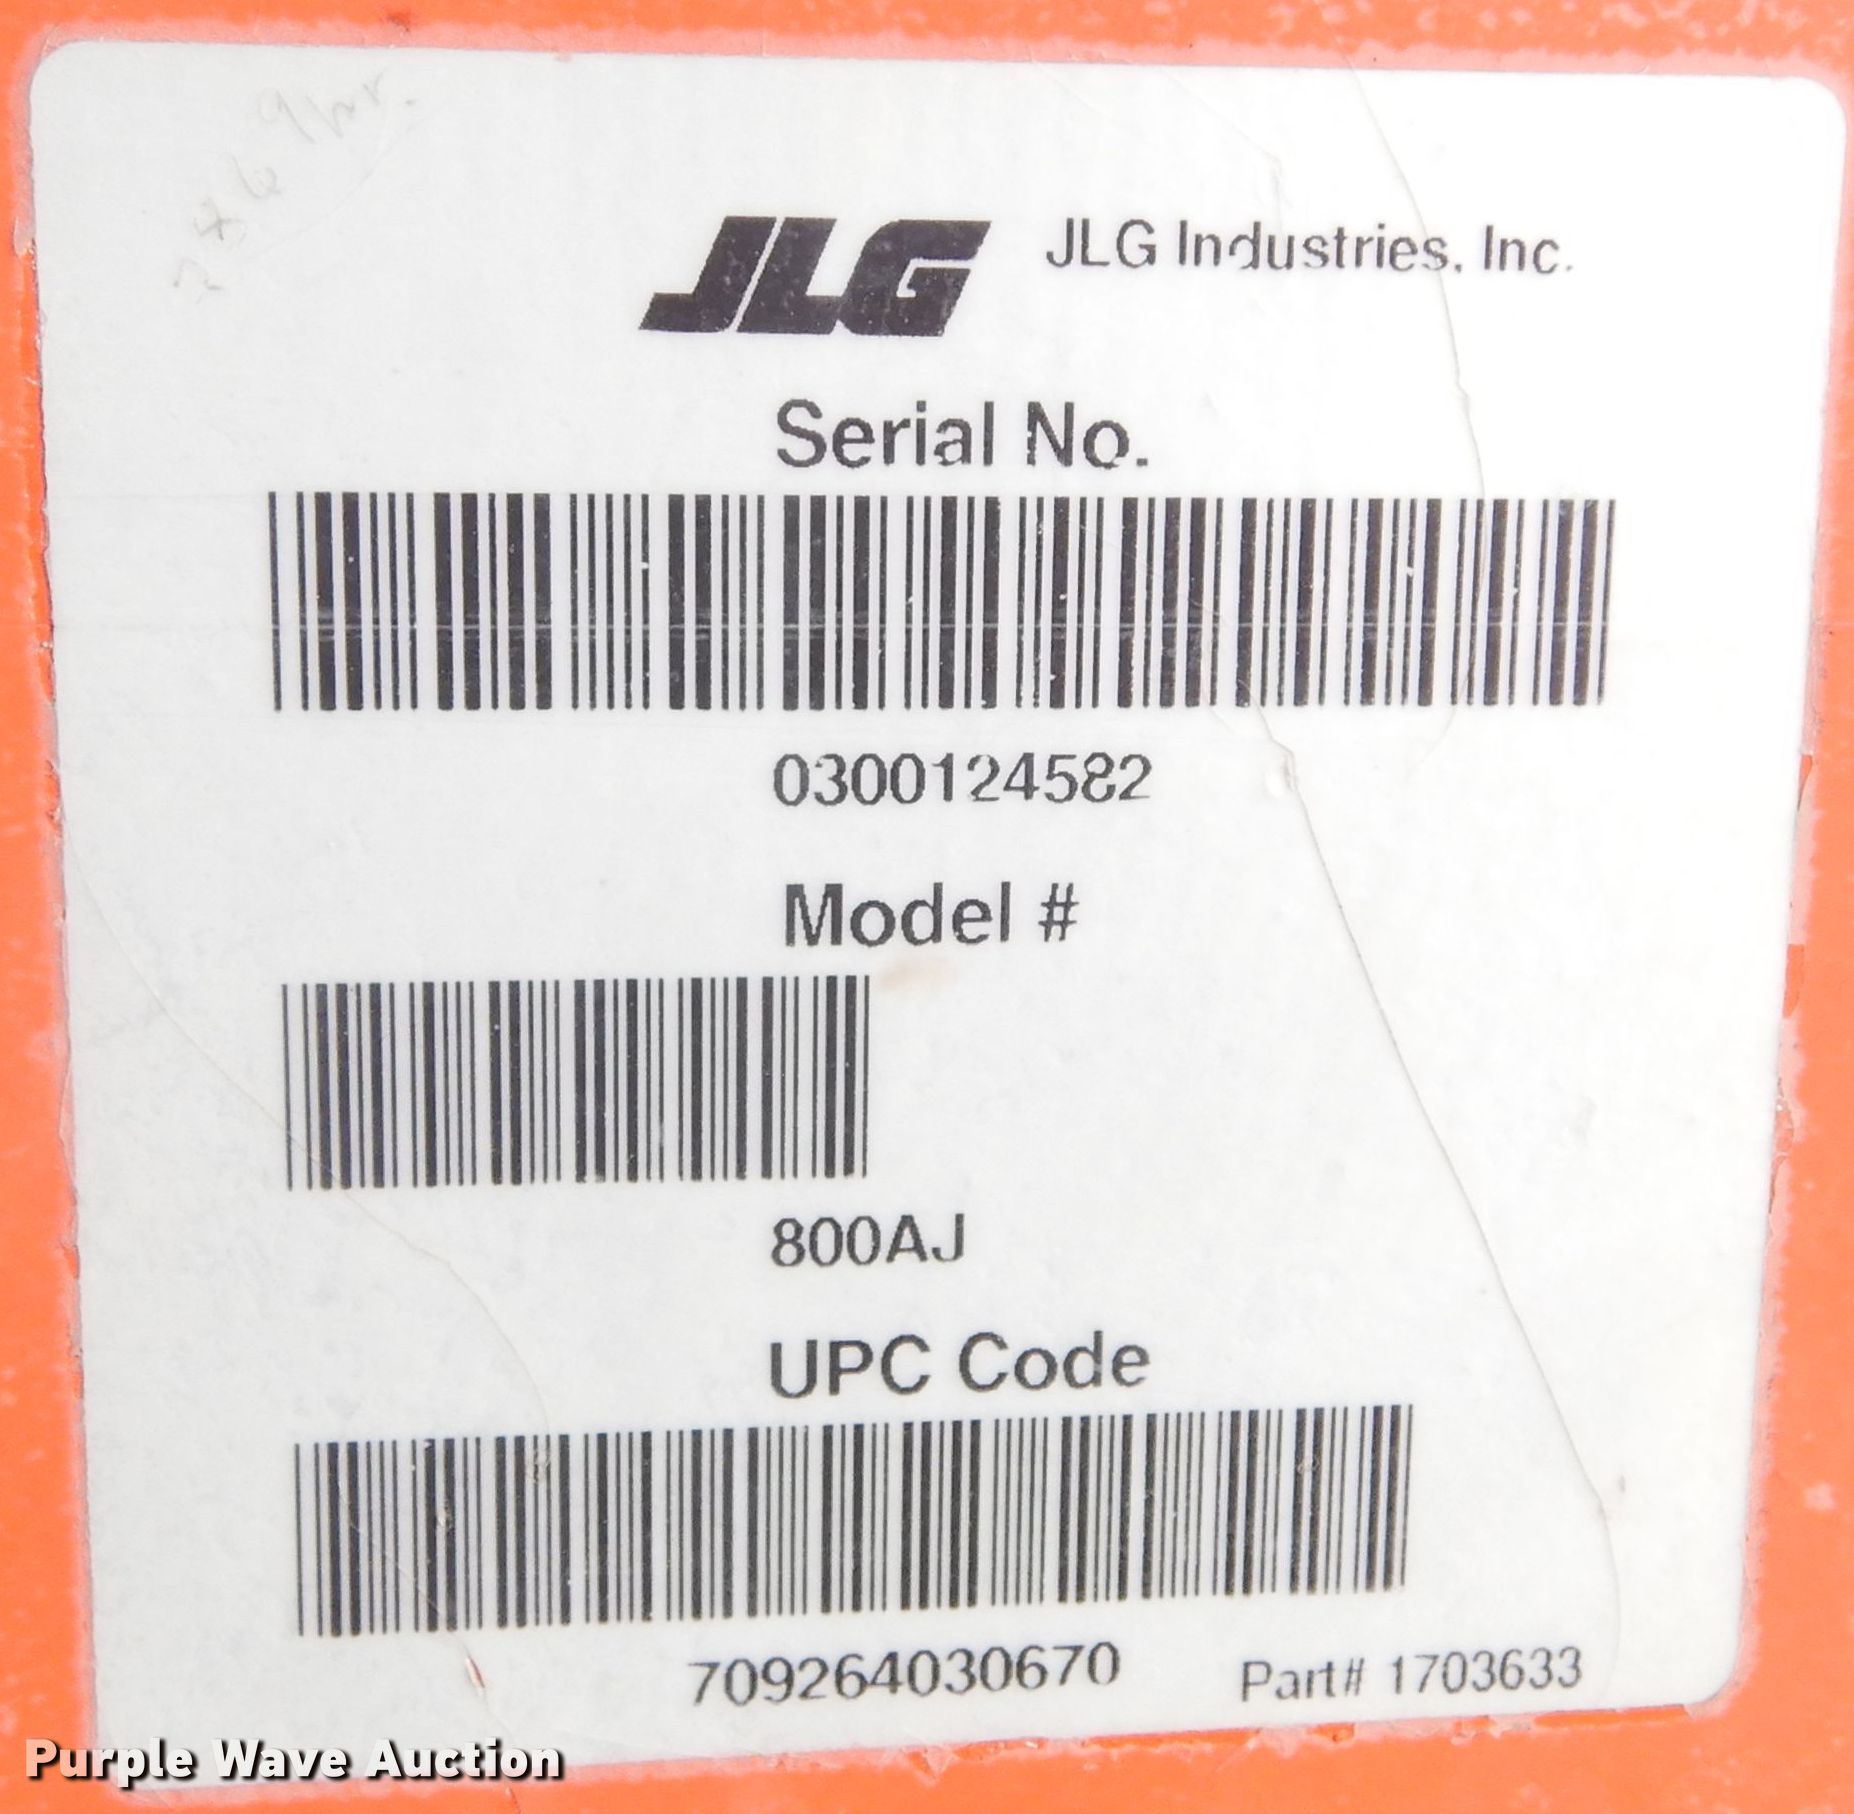 JLG JLG Industries, Inc.
Serial No.
0300124582
Model #
800AJ
UPC Code
709264030670 Part# 1703633
Purple Wave Auction